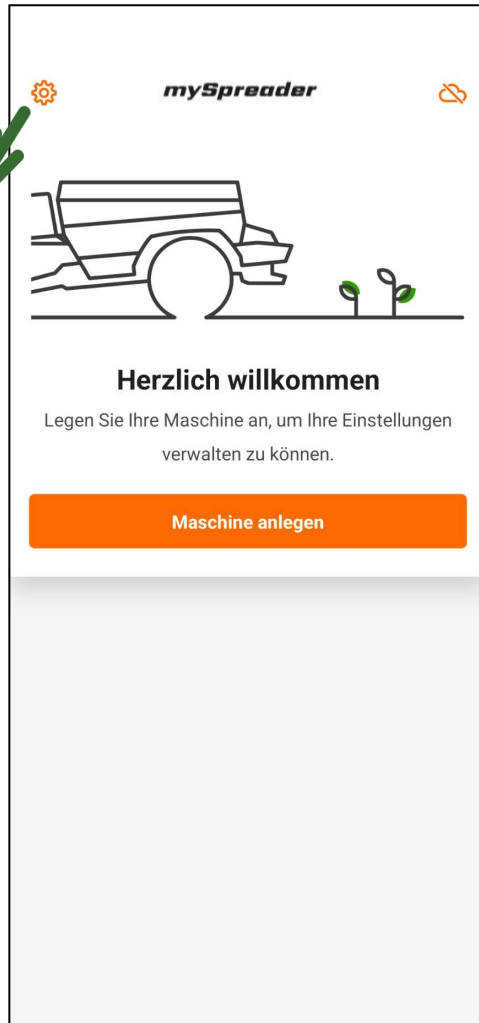 mySpreader
Herzlich willkommen
Legen Sie Ihre Maschine an, um Ihre Einstellungen
verwalten zu können.
Maschine anlegen